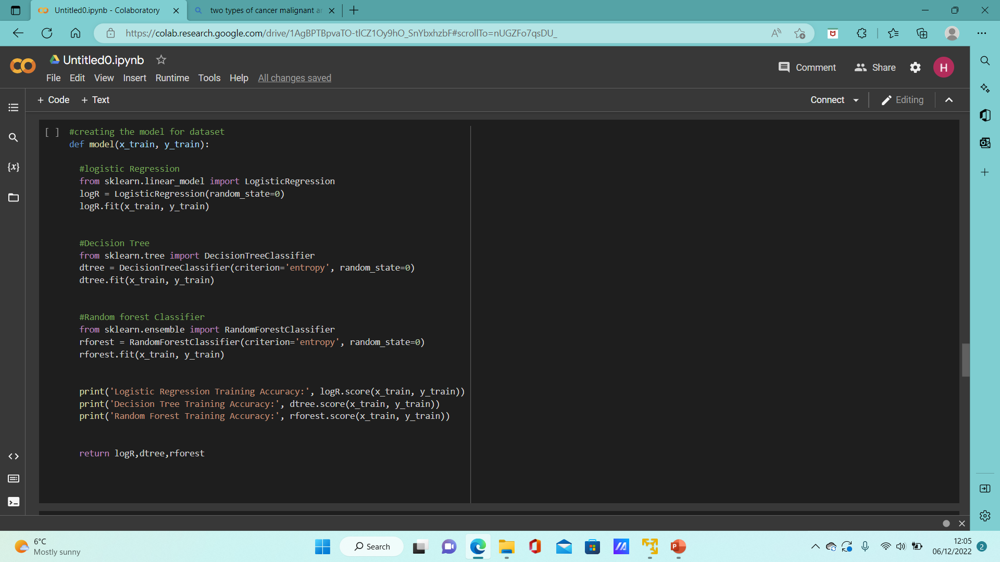 Untitled0.ipynb - Colaboratory
two types of cancer malignant a
https://colab.research.google.com/drive/1AgBPTBpvaTO-tlCZ1Oy9hO_SnYbxhzbF#scrollTo=nUGZFo7qsDU_
Untitled0.ipynb
File Edit View Insert Runtime Tools Help All changes saved
Comment Share H
+ Code + Text
Connect Editing
[ ] #creating the model for dataset
def model(x_train, y_train):
#logistic Regression
from sklearn.linear_model import LogisticRegression
logR = LogisticRegression(random_state=0)
logR.fit(x_train, y_train)
#Decision Tree
from sklearn.tree import DecisionTreeClassifier
dtree = DecisionTreeClassifier(criterion='entropy', random_state=0)
dtree.fit(x_train, y_train)
#Random forest Classifier
from sklearn.ensemble import RandomForestClassifier
rforest = RandomForestClassifier(criterion='entropy', random_state=0)
rforest.fit(x_train, y_train)
print('Logistic Regression Training Accuracy:', logR.score(x_train, y_train))
print('Decision Tree Training Accuracy:', dtree.score(x_train, y_train))
print('Random Forest Training Accuracy:', rforest.score(x_train, y_train))
return logR,dtree,rforest
6°C
Mostly sunny
Search
12:05
06/12/2022
2